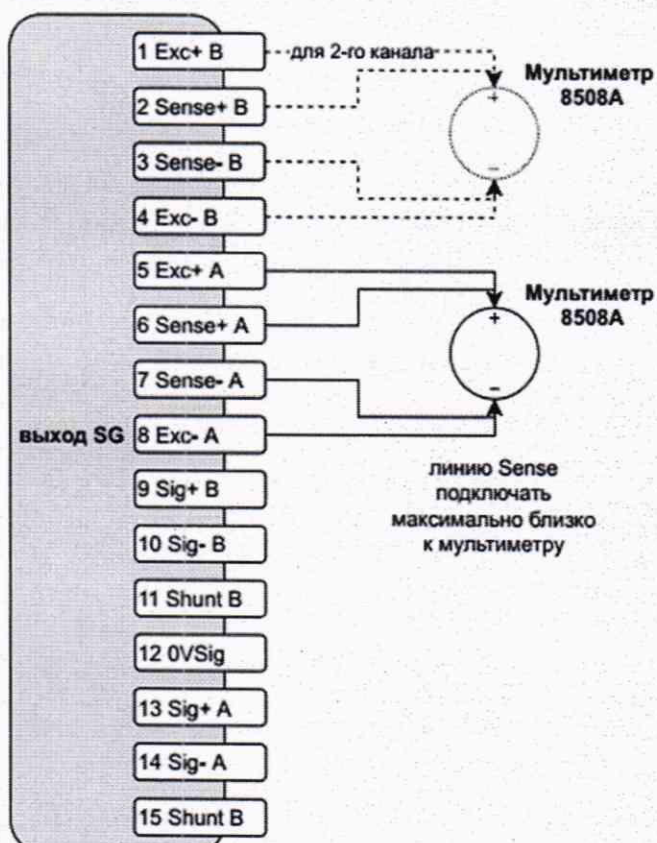 1 Exc+ B
для 2-го канала
Мультиметр
8508A
2 Sense+ B
+
3 Sense- B
−
4 Exc- B
5 Exc+ A
Мультиметр
8508A
6 Sense+ A
+
7 Sense- A
−
выход SG
8 Exc- A
линию Sense
подключать
максимально близко
к мультиметру
9 Sig+ B
10 Sig- B
11 Shunt B
12 0VSig
13 Sig+ A
14 Sig- A
15 Shunt B